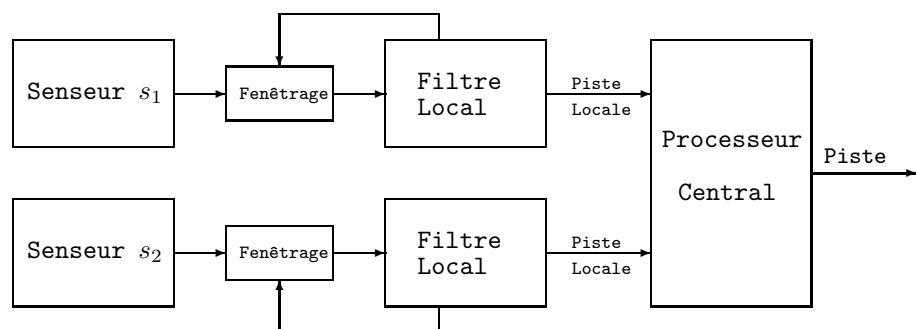 Senseur s₁
Fenêtrage
Filtre
Local
Piste
Locale
Processeur
Central
Piste
Senseur s₂
Fenêtrage
Filtre
Local
Piste
Locale